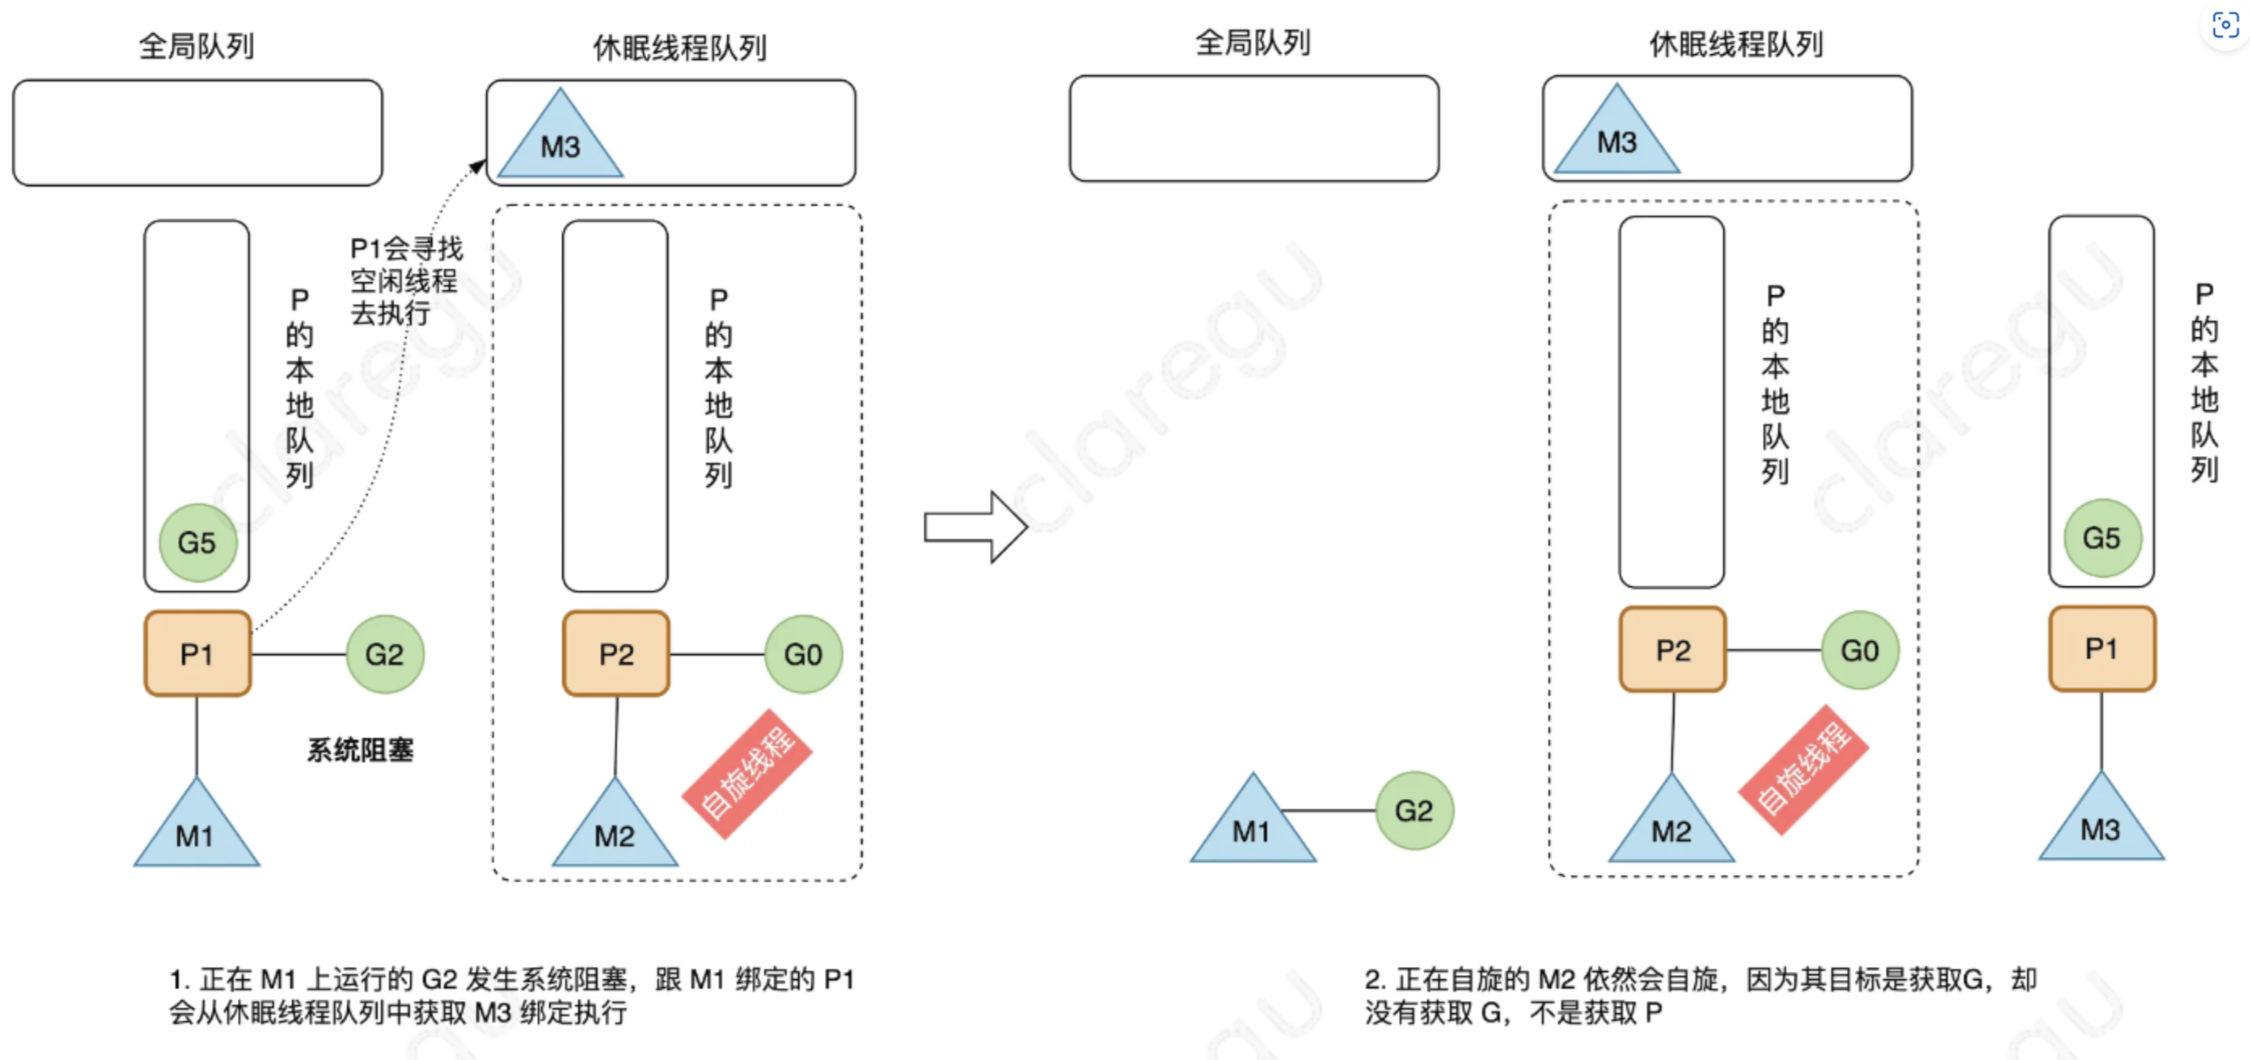 全局队列
休眠线程队列
M3
P1会寻找
空闲线程
去执行
P的本地队列
P的本地队列
G5
P1
G2
P2
G0
系统阻塞
自旋线程
M1
M2
1. 正在 M1 上运行的 G2 发生系统阻塞，跟 M1 绑定的 P1
会从休眠线程队列中获取 M3 绑定执行
全局队列
休眠线程队列
M3
P的本地队列
P的本地队列
G5
P2
G0
P1
自旋线程
M1
G2
M2
M3
2. 正在自旋的 M2 依然会自旋，因为其目标是获取G，却
没有获取 G，不是获取 P
claregu
claregu
claregu
gu
gu
gu